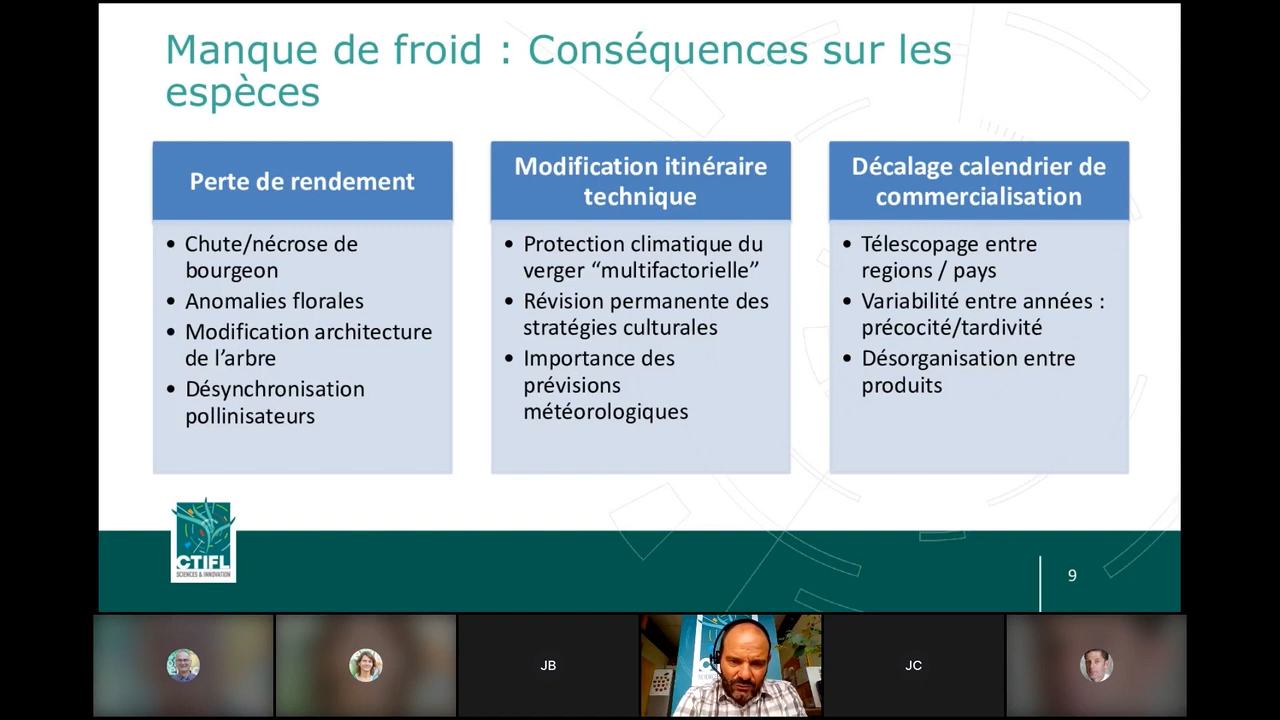 Manque de froid : Conséquences sur les
espèces
Perte de rendement
• Chute/nécrose de
bourgeon
• Anomalies florales
• Modification architecture
de l’arbre
• Désynchronisation
pollinisateurs
Modification itinéraire
technique
• Protection climatique du
verger “multifactorielle”
• Révision permanente des
stratégies culturales
• Importance des
prévisions
météorologiques
Décalage calendrier de
commercialisation
• Télescopage entre
regions / pays
• Variabilité entre années :
précocité/tardivité
• Désorganisation entre
produits
CTIFL
SCIENCES & INNOVATION
9
JB
JC